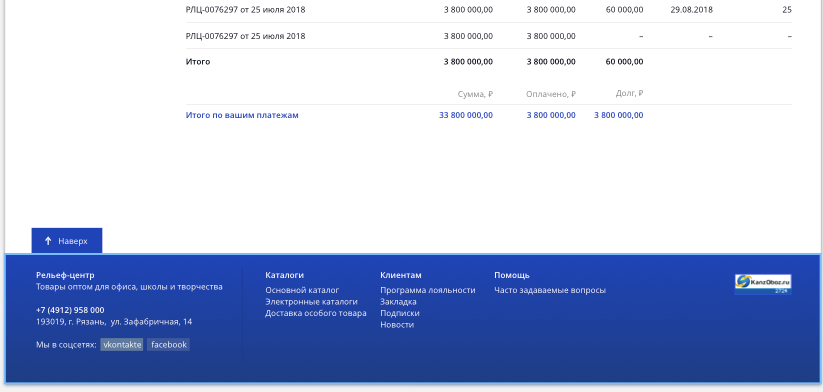 РЛЦ-0076297 от 25 июля 2018 3 800 000,00 3 800 000,00 60 000,00 29.08.2018 25
РЛЦ-0076297 от 25 июля 2018 3 800 000,00 3 800 000,00 – – –
Итого 3 800 000,00 3 800 000,00 60 000,00
Сумма, ₽ Оплачено, ₽ Долг, ₽
Итого по вашим платежам 33 800 000,00 3 800 000,00 3 800 000,00
↑ Наверх
Рельеф-центр
Товары оптом для офиса, школы и творчества
+7 (4912) 958 000
193019, г. Рязань, ул. Зафабричная, 14
Мы в соцсетях: vkontakte facebook
Каталоги
Основной каталог
Электронные каталоги
Доставка особого товара
Клиентам
Программа лояльности
Закладка
Подписки
Новости
Помощь
Часто задаваемые вопросы
KanzOboz.ru